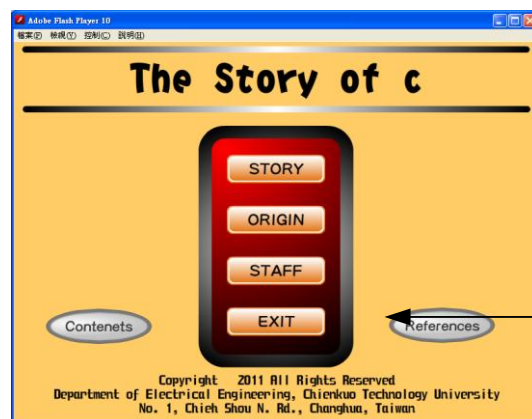 Adobe Flash Player 10
檔案(F) 檢視(V) 控制(C) 說明(H)
The Story of c
STORY
ORIGIN
STAFF
EXIT
Contenets
References
Copyright 2011 All Rights Reserved
Department of Electrical Engineering, Chienkuo Technology University
No. 1, Chieh Shou N. Rd., Changhua, Taiwan